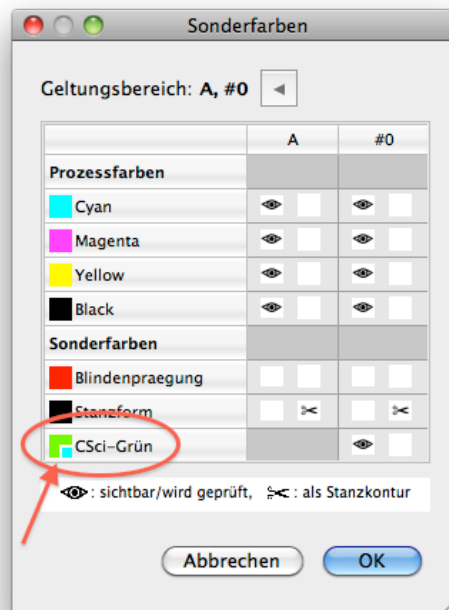 Sonderfarben
Geltungsbereich: A, #0
A #0
Prozessfarben
Cyan
Magenta
Yellow
Black
Sonderfarben
Blindenpraegung
Stanzform
CSci-Grün
: sichtbar/wird geprüft, : als Stanzkontur
Abbrechen OK